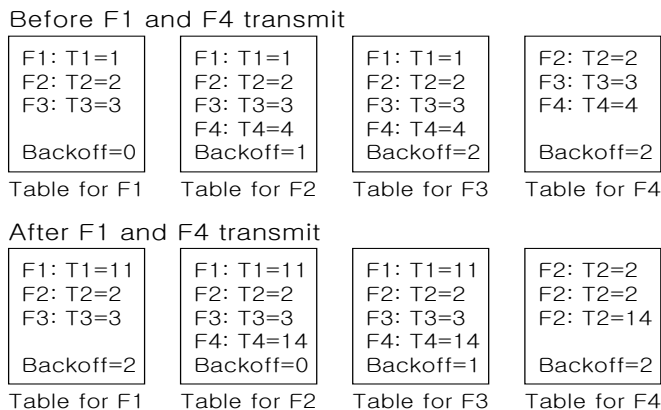 Before F1 and F4 transmit
F1: T1=1
F2: T2=2
F3: T3=3
Backoff=0
Table for F1
F1: T1=1
F2: T2=2
F3: T3=3
F4: T4=4
Backoff=1
Table for F2
F1: T1=1
F2: T2=2
F3: T3=3
F4: T4=4
Backoff=2
Table for F3
F2: T2=2
F3: T3=3
F4: T4=4
Backoff=2
Table for F4
After F1 and F4 transmit
F1: T1=11
F2: T2=2
F3: T3=3
Backoff=2
Table for F1
F1: T1=11
F2: T2=2
F3: T3=3
F4: T4=14
Backoff=0
Table for F2
F1: T1=11
F2: T2=2
F3: T3=3
F4: T4=14
Backoff=1
Table for F3
F2: T2=2
F2: T2=2
F2: T2=14
Backoff=2
Table for F4